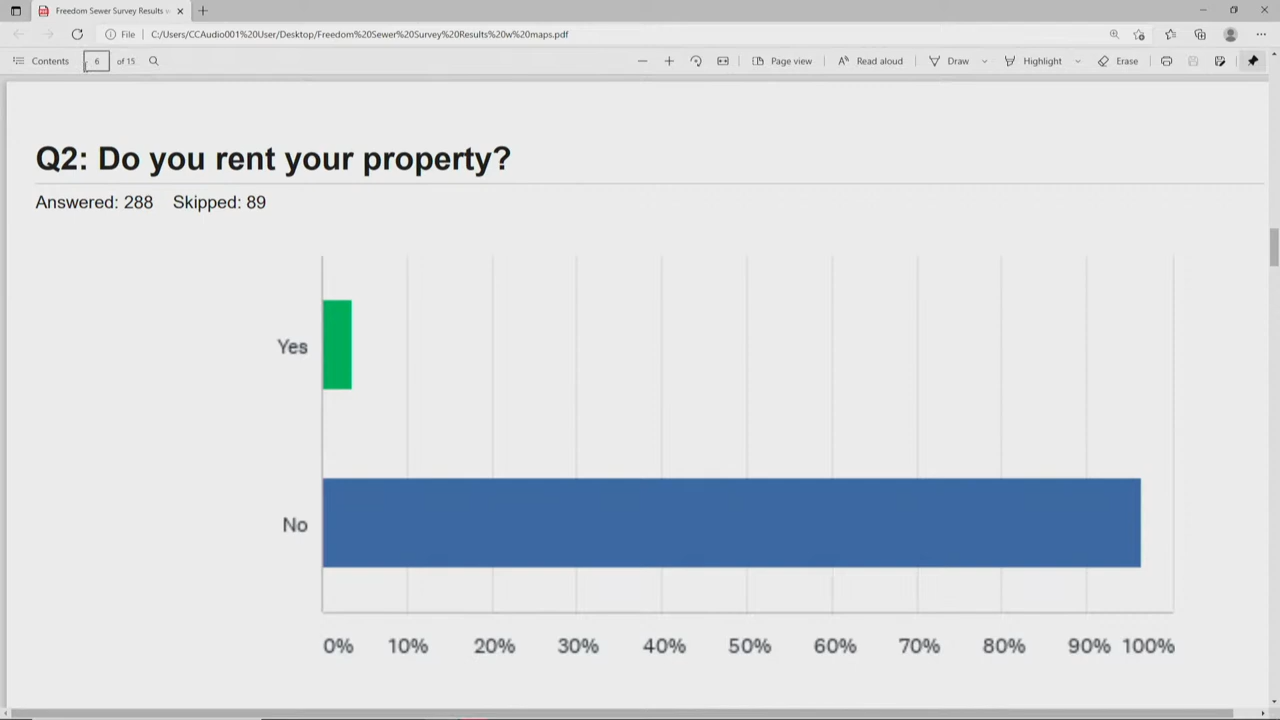 Freedom Sewer Survey Results
File
C:/Users/CCAudio001%20User/Desktop/Freedom%20Sewer%20Survey%20Results%20w%20maps.pdf
Contents 6 of 15 Page view Read aloud Draw Highlight Erase
Q2: Do you rent your property?
Answered: 288 Skipped: 89
Yes
No
0% 10% 20% 30% 40% 50% 60% 70% 80% 90% 100%